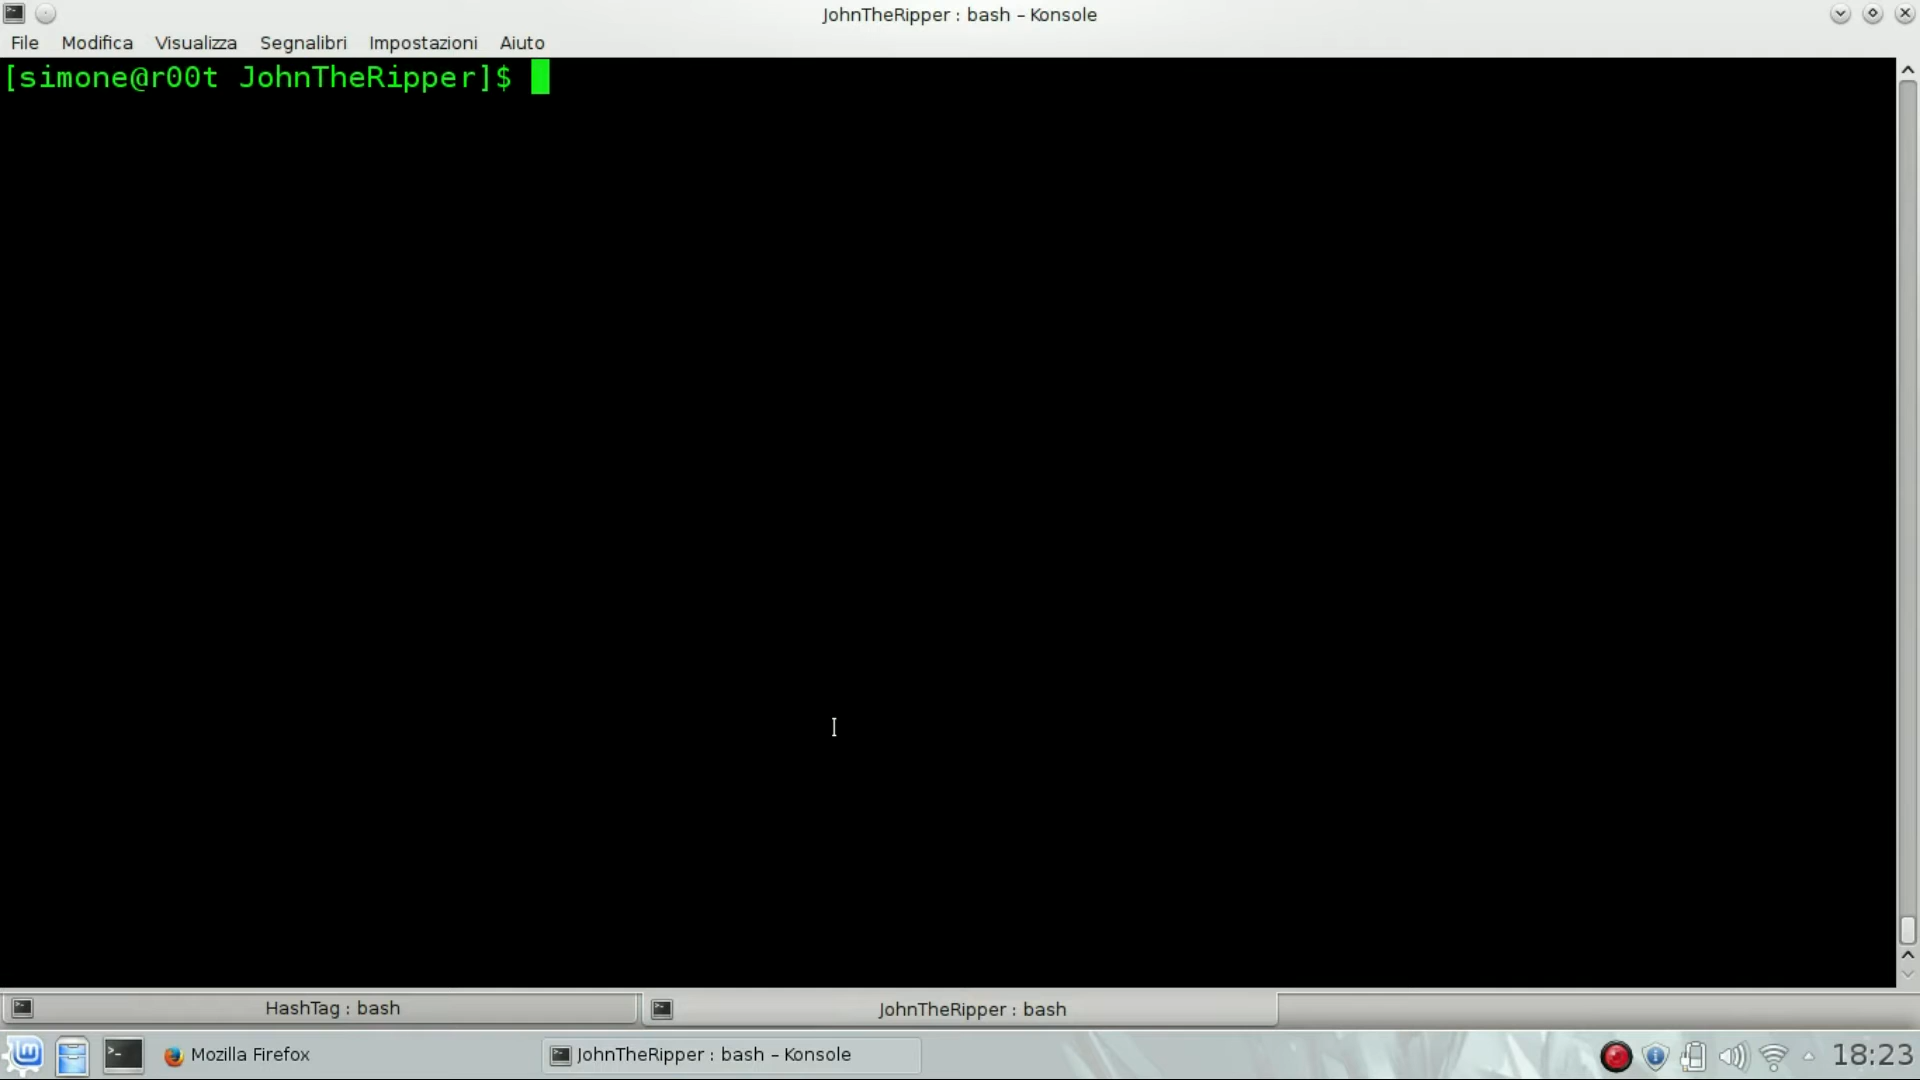 JohnTheRipper : bash – Konsole
File Modifica Visualizza Segnalibri Impostazioni Aiuto
[simone@r00t JohnTheRipper]$
HashTag : bash
JohnTheRipper : bash
Mozilla Firefox
JohnTheRipper : bash – Konsole
18:23